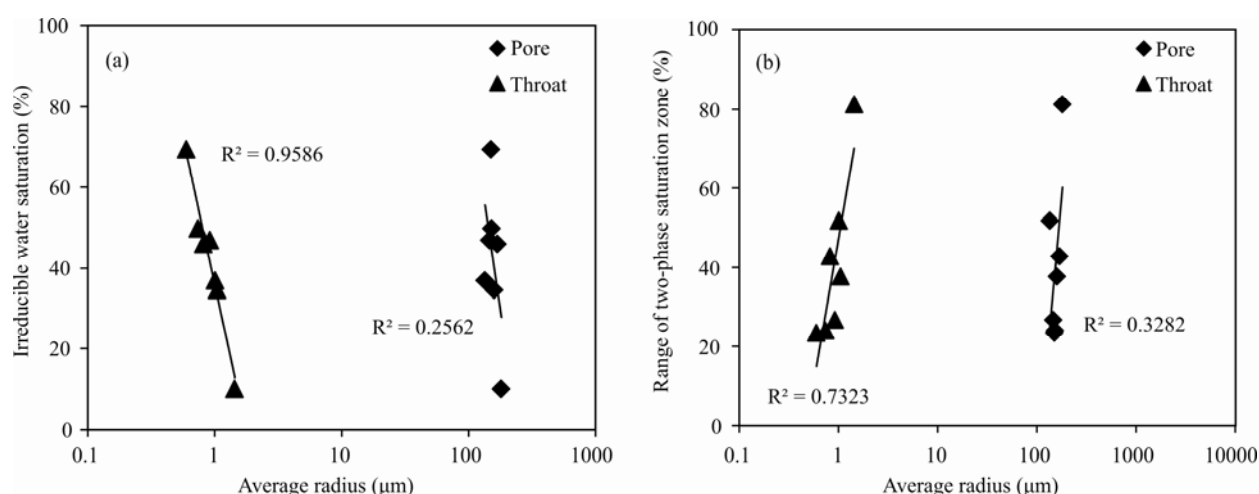 (a)
Pore
Throat
R² = 0.9586
R² = 0.2562
Irreducible water saturation (%)
100
80
60
40
20
0
0.1 1 10 100 1000
Average radius (μm)
(b)
Pore
Throat
R² = 0.3282
R² = 0.7323
Range of two-phase saturation zone (%)
100
80
60
40
20
0
0.1 1 10 100 1000 10000
Average radius (μm)